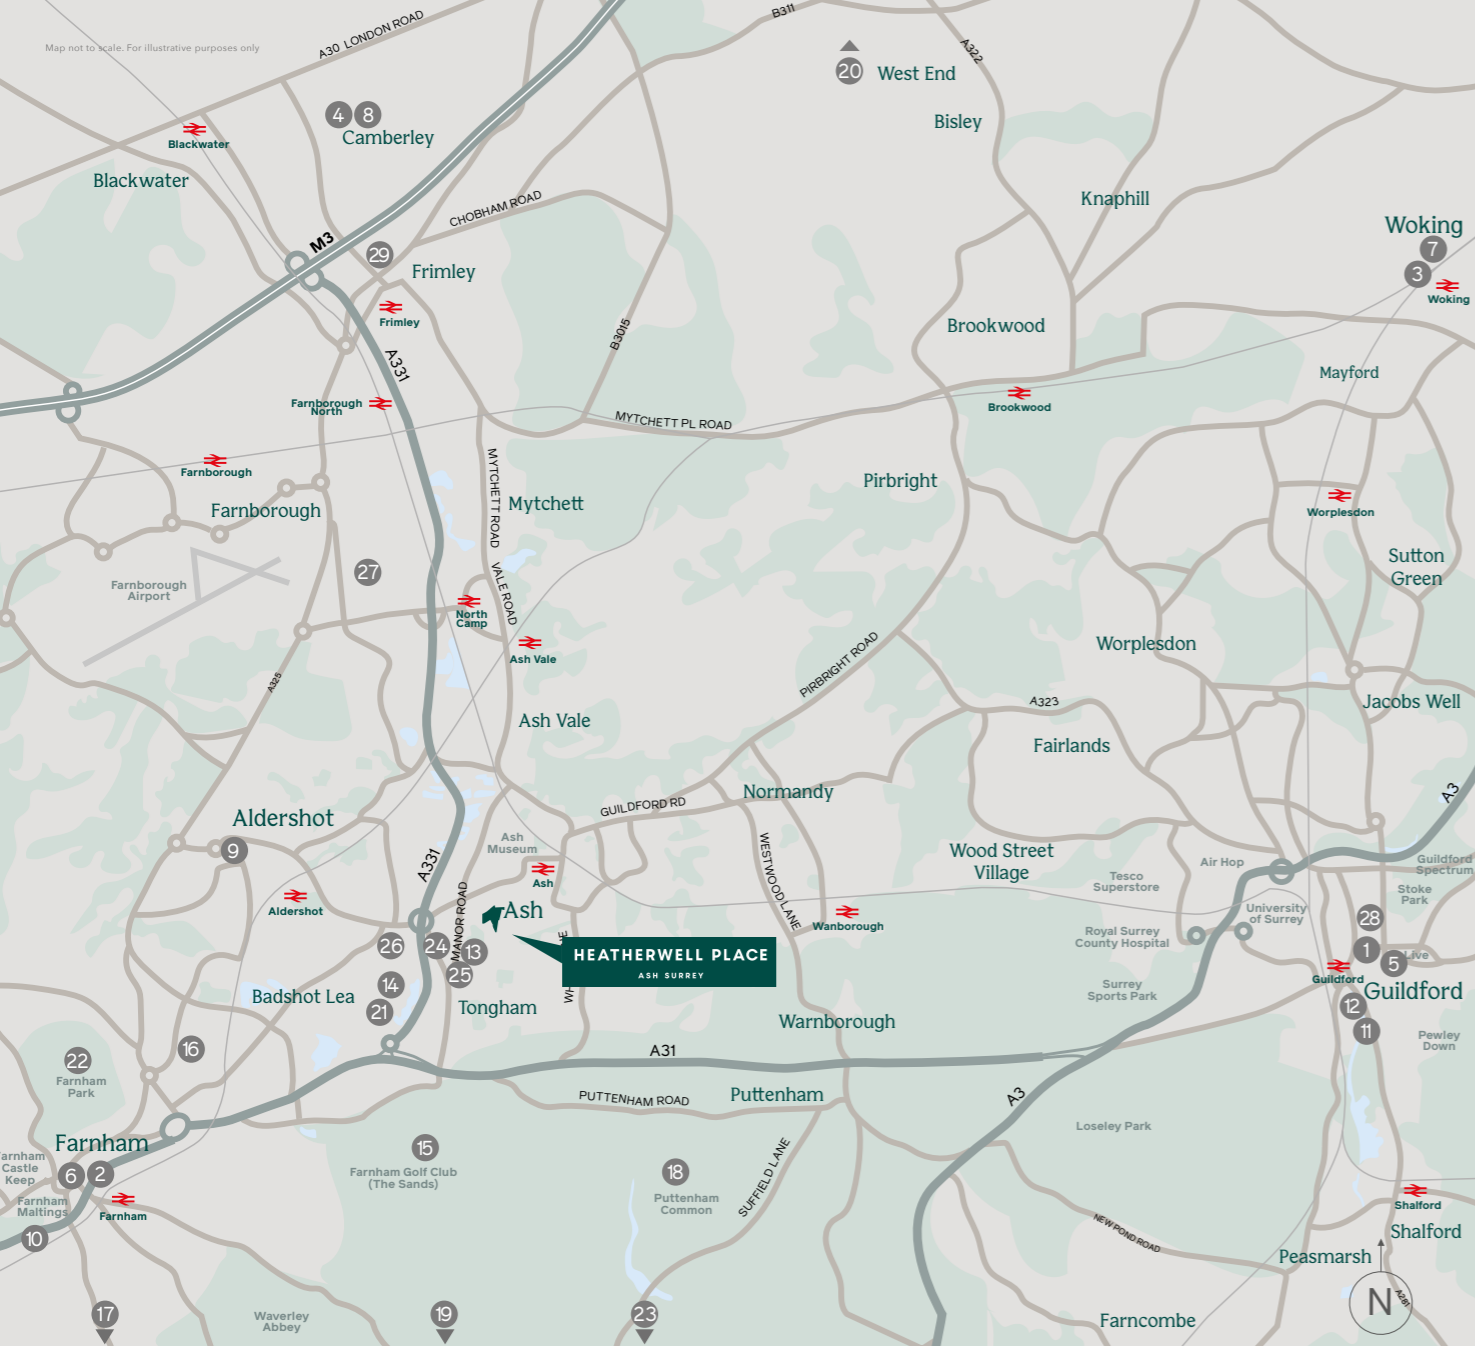 B311
A30 LONDON ROAD
Map not to scale. For illustrative purposes only
A322
20
West End
4
8
Camberley
Bisley
Blackwater
Blackwater
CHOBHAM ROAD
Knaphill
Woking
M3
29
7
Frimley
3
Woking
Frimley
B3015
Brookwood
A331
Mayford
Farnborough
North
Brookwood
MYTCHETT PL ROAD
Farnborough
Pirbright
MYTCHETT ROAD
Mytchett
Farnborough
Worplesdon
Sutton
Green
27
Farnborough
Airport
VALE ROAD
North
Camp
Ash Vale
PIRBRIGHT ROAD
Worplesdon
A325
A323
Jacobs Well
Ash Vale
Fairlands
Normandy
A3
GUILDFORD RD
Aldershot
9
Ash
Museum
WESTWOOD LANE
Wood Street
Village
Air Hop
Guildford
Spectrum
A331
Ash
Tesco
Superstore
Stoke
Park
Aldershot
MANOR ROAD
Ash
Wanborough
University
of Surrey
28
26
24
13
HEATHERWELL PLACE
ASH SURREY
Royal Surrey
County Hospital
1
5
Live
25
14
Guildford
Guildford
Badshot Lea
21
Tongham
Surrey
Sports Park
12
Warnborough
11
16
A31
Pewley
Down
22
Farnham
Park
PUTTENHAM ROAD
Puttenham
A3
Loseley Park
Farnham
15
Farnham Golf Club
(The Sands)
arnham
Castle
Keep
6
2
18
Puttenham
Common
SUFFIELD LANE
Farnham
Maltings
Farnham
Shalford
10
NEW POND ROAD
Shalford
Peasmarsh
17
19
23
Waverley
Abbey
Farncombe
N
A281